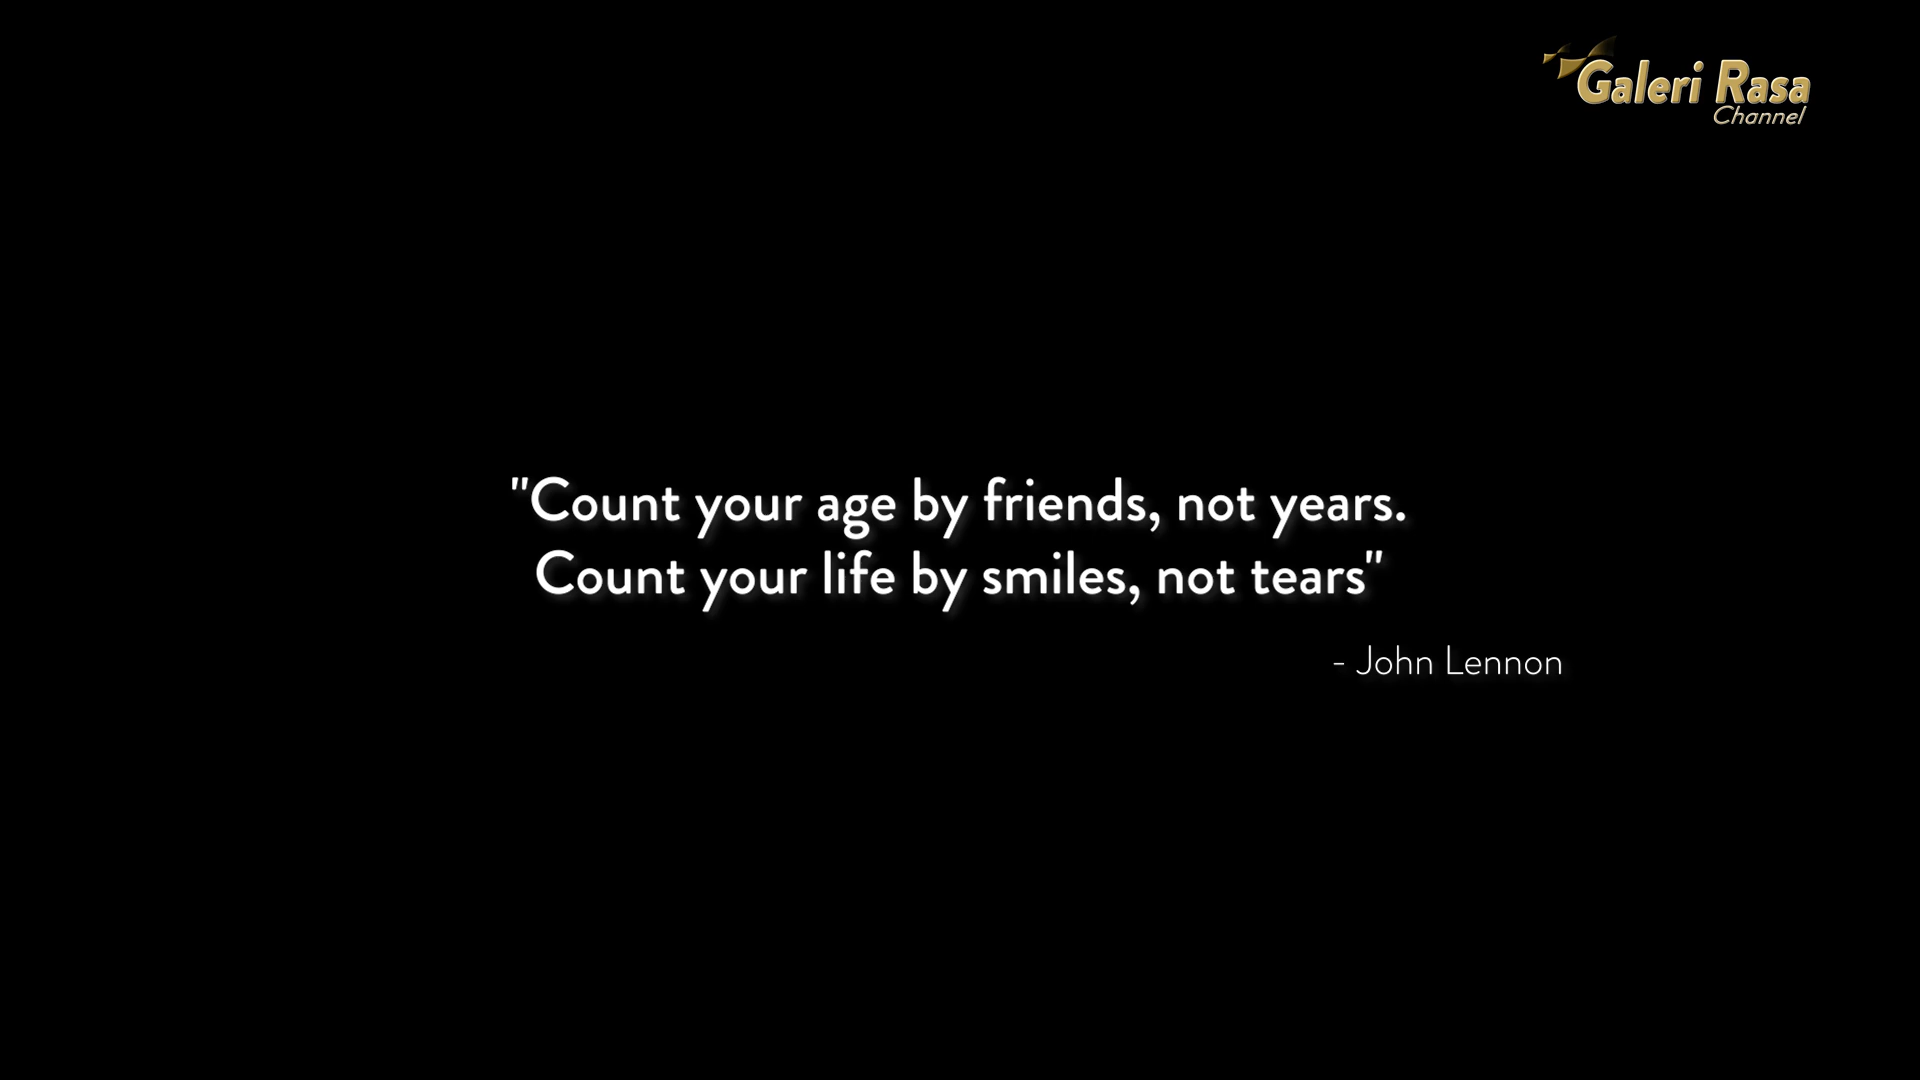 Galeri Rasa
Channel
"Count your age by friends, not years.
Count your life by smiles, not tears"
- John Lennon